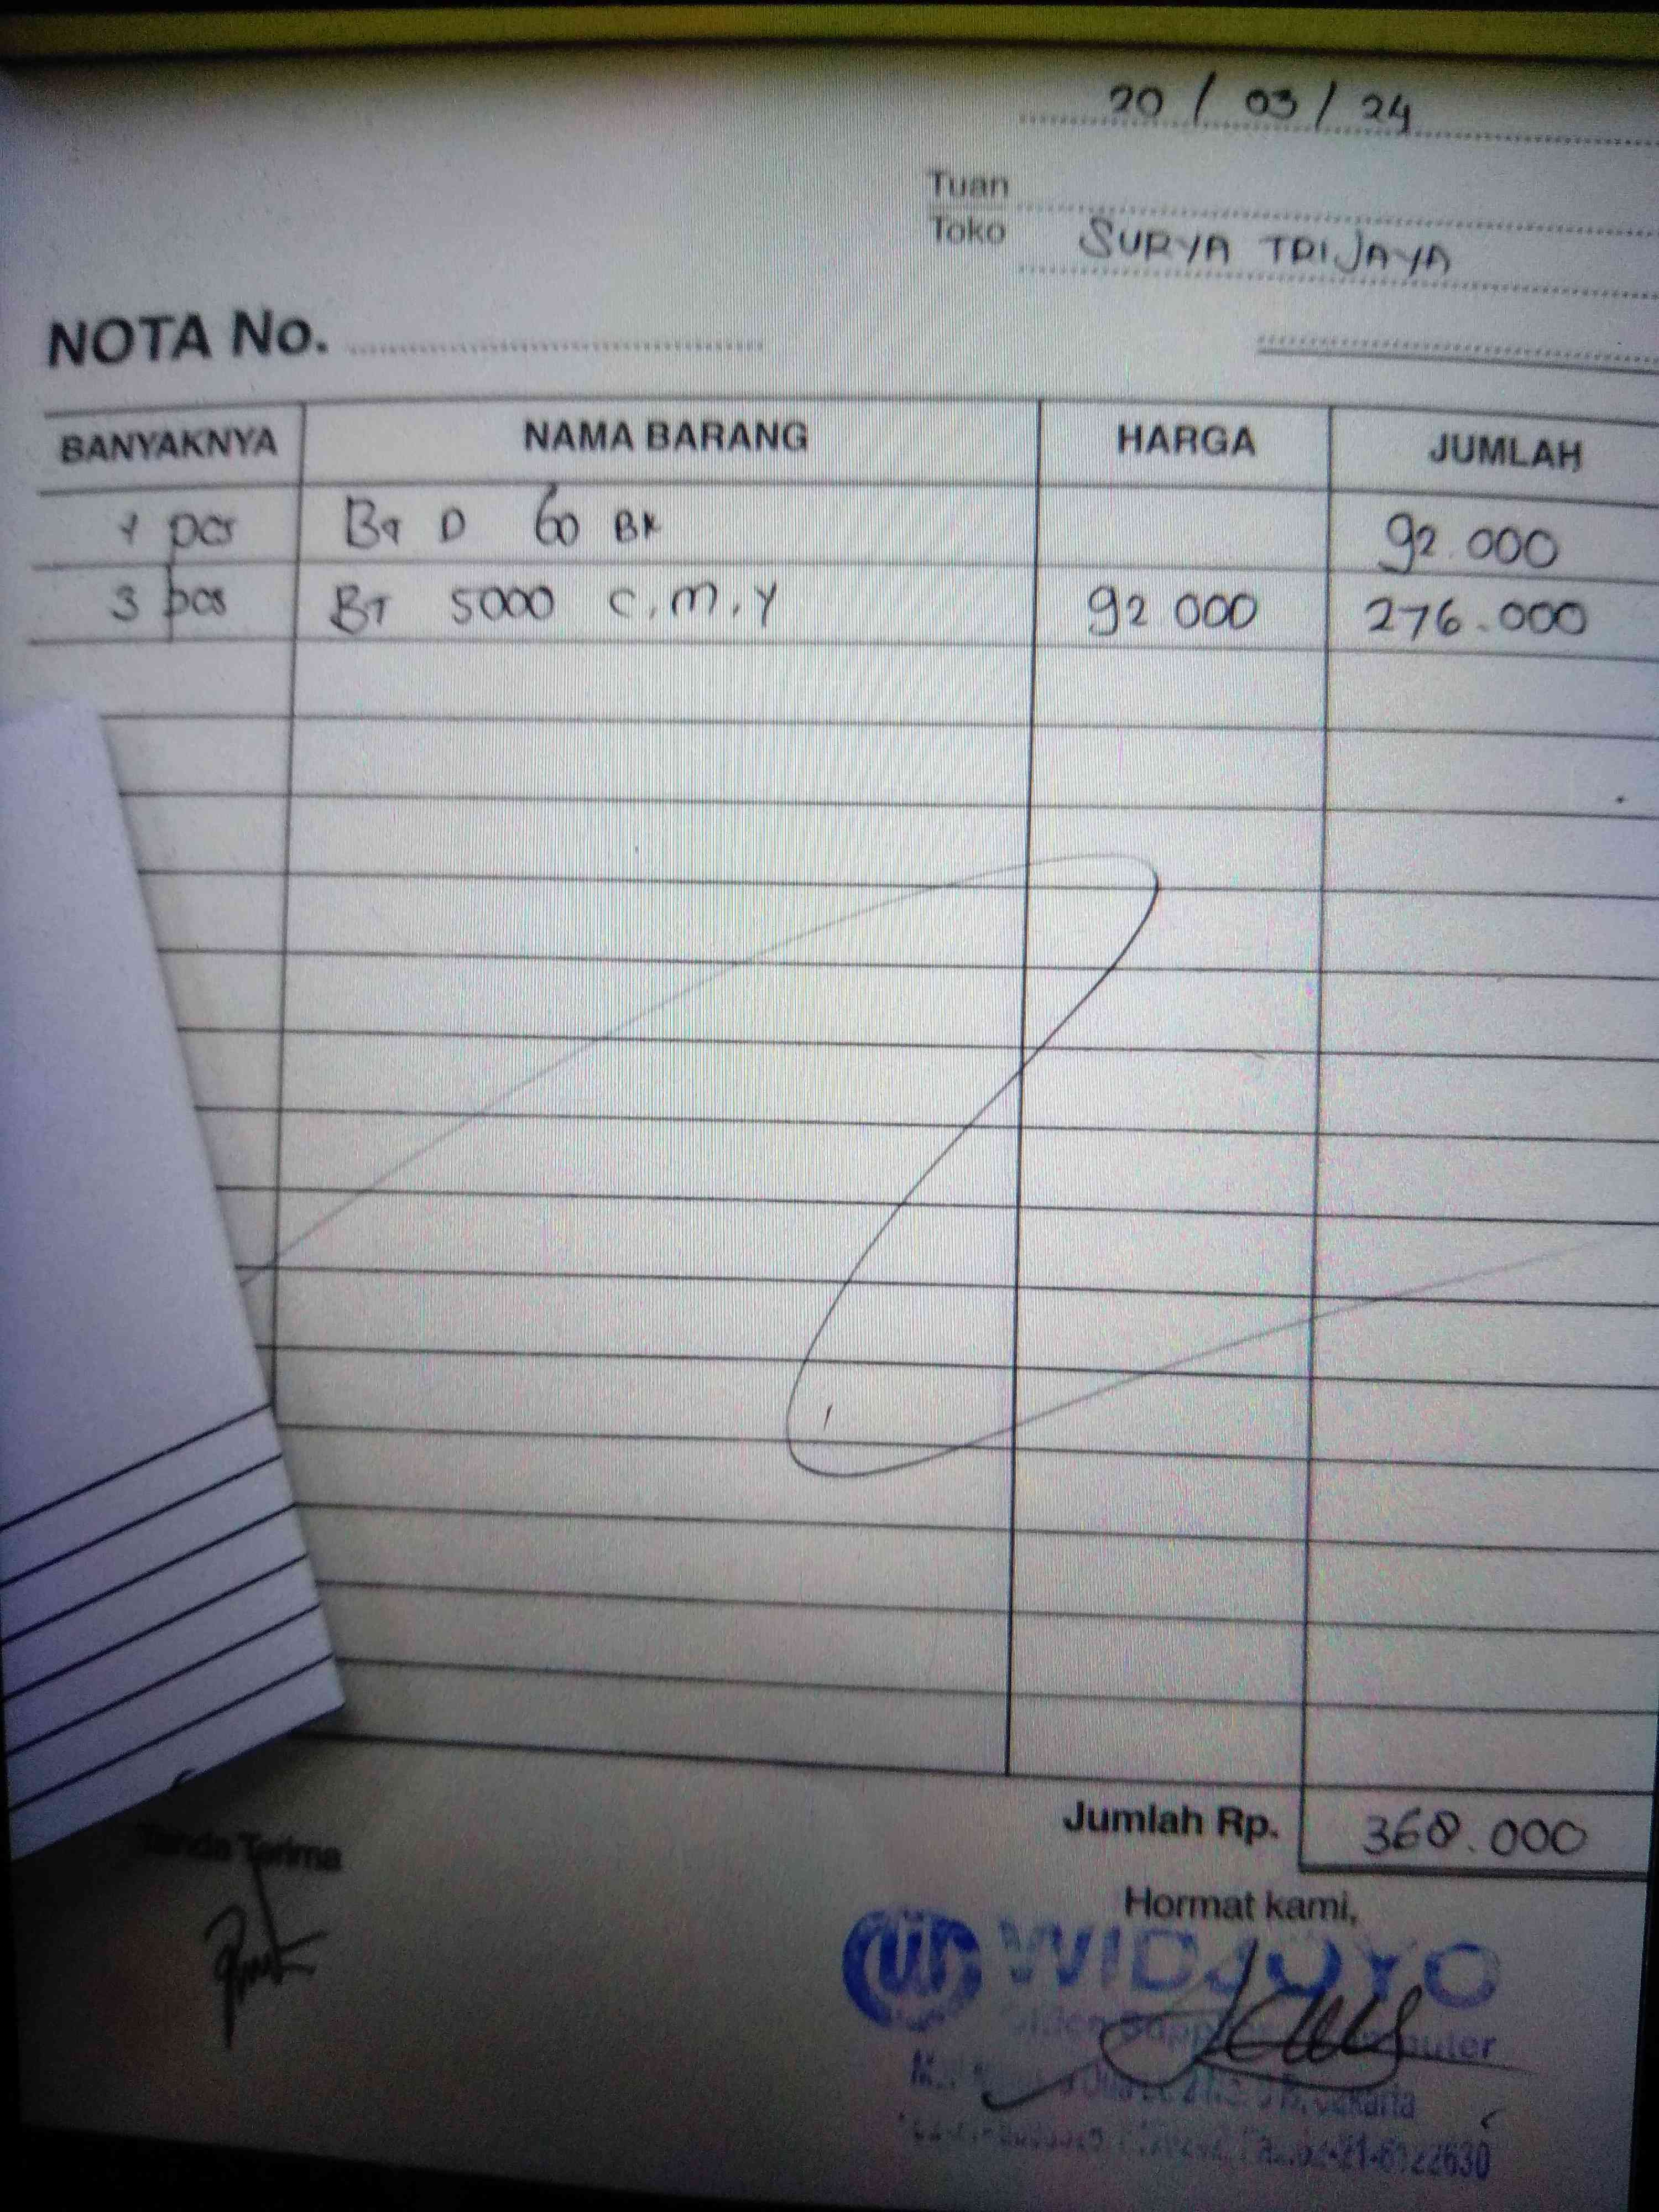 20 / 03 / 24
Tuan
Toko SURYA TRIJAYA
NOTA No.
BANYAKNYA NAMA BARANG HARGA JUMLAH
1 pcs BT D 60 BK 92.000
3 pcs BT 5000 C, M, Y 92 000 276.000
Jumlah Rp. 368.000
Tanda Terima
Hormat kami,
WIDJOYO
Jakarta